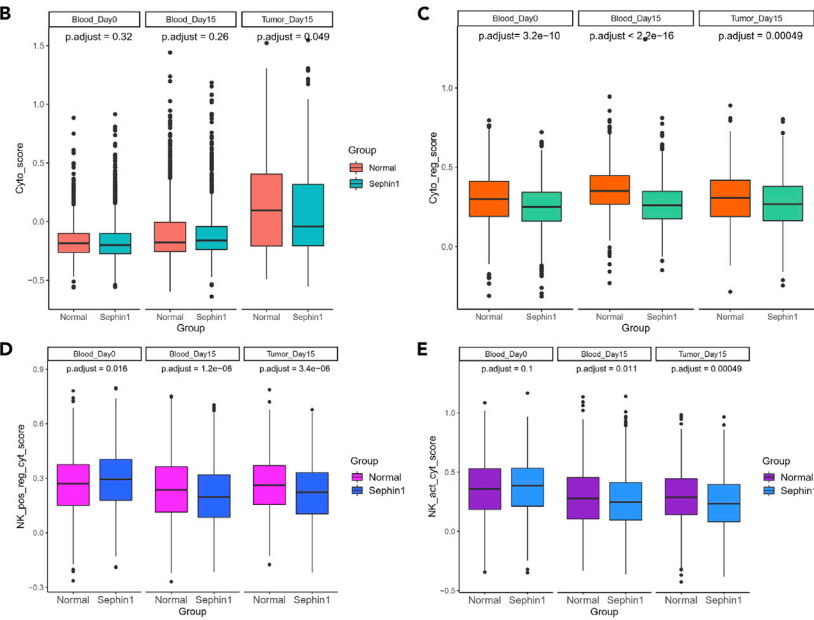 B
Blood_Day0 Blood_Day15 Tumor_Day15
p.adjust = 0.32 p.adjust = 0.26 p.adjust = 0.049
1.5
1.0
0.5
0.0
−0.5
Cyto_score
Normal Sephin1 Normal Sephin1 Normal Sephin1
Group
Group
Normal
Sephin1
C
Blood_Day0 Blood_Day15 Tumor_Day15
p.adjust= 3.2e−10 p.adjust < 2.2e−16 p.adjust = 0.00049
1.0
0.5
0.0
Cyto_reg_score
Normal Sephin1 Normal Sephin1 Normal Sephin1
Group
D
Blood_Day0 Blood_Day15 Tumor_Day15
p.adjust = 0.016 p.adjust = 1.2e−06 p.adjust = 3.4e−06
0.9
0.6
0.3
0.0
−0.3
NK_pos_reg_cyt_score
Normal Sephin1 Normal Sephin1 Normal Sephin1
Group
Group
Normal
Sephin1
E
Blood_Day0 Blood_Day15 Tumor_Day15
p.adjust = 0.1 p.adjust = 0.011 p.adjust = 0.00049
1.0
0.5
0.0
−0.5
NK_act_cyt_score
Normal Sephin1 Normal Sephin1 Normal Sephin1
Group
Group
Normal
Sephin1